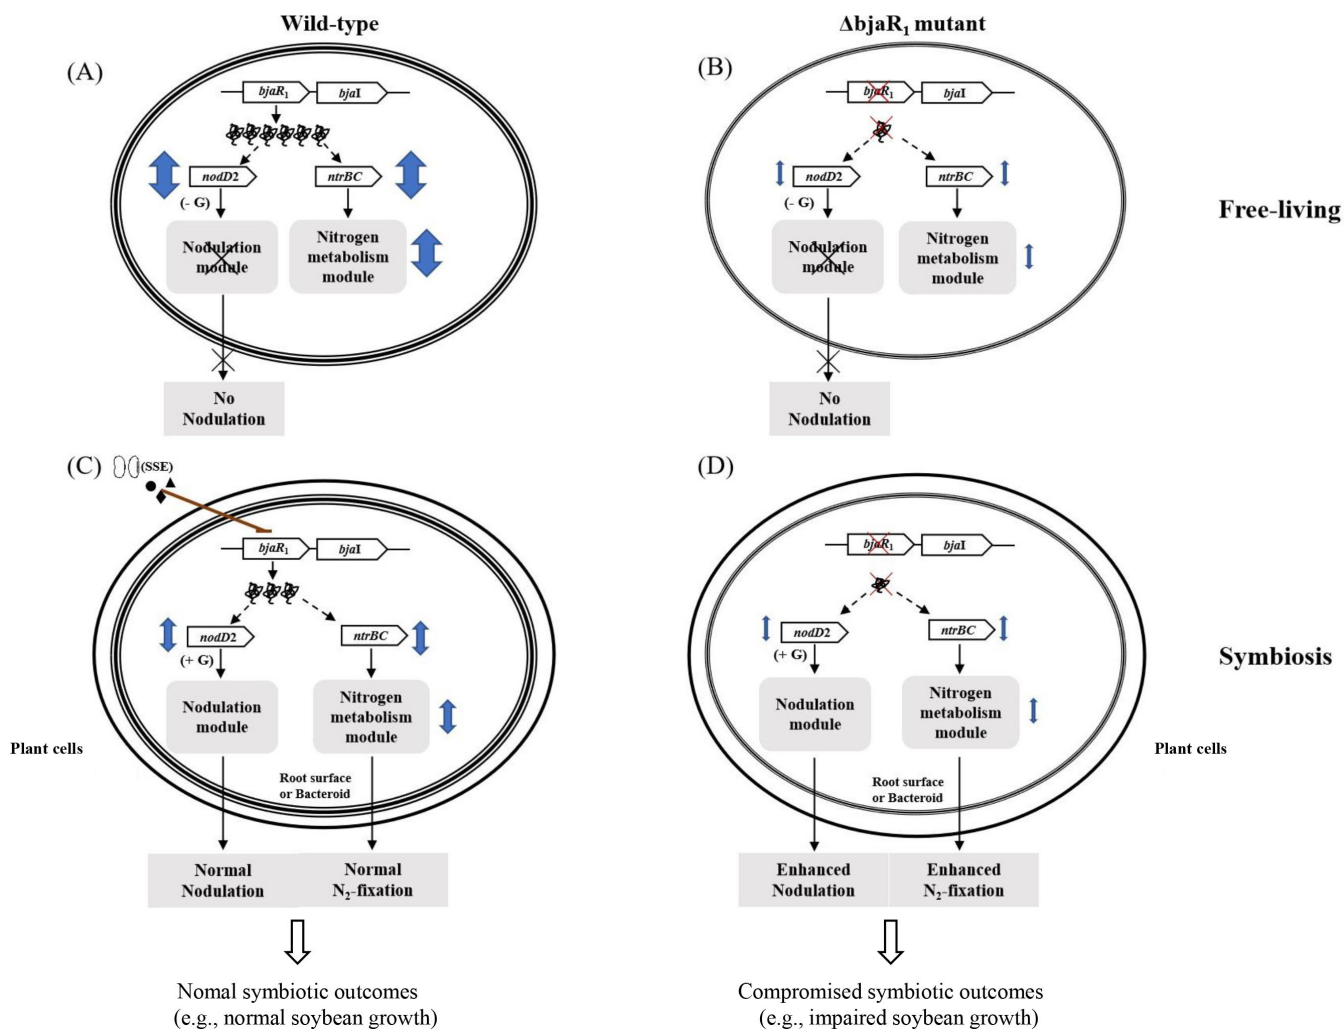 Wild-type
ΔbjaR₁ mutant
(A)
bjaR₁
bjaI
nodD2
ntrBC
(- G)
Nodulation
module
Nitrogen
metabolism
module
No
Nodulation
(B)
bjaR₁
bjaI
nodD2
ntrBC
(- G)
Nodulation
module
Nitrogen
metabolism
module
No
Nodulation
Free-living
(C)
(SSE)
bjaR₁
bjaI
nodD2
ntrBC
(+ G)
Nodulation
module
Nitrogen
metabolism
module
Plant cells
Root surface
or Bacteroid
Normal
Nodulation
Normal
N₂-fixation
Nomal symbiotic outcomes
(e.g., normal soybean growth)
(D)
bjaR₁
bjaI
nodD2
ntrBC
(+ G)
Nodulation
module
Nitrogen
metabolism
module
Symbiosis
Plant cells
Root surface
or Bacteroid
Enhanced
Nodulation
Enhanced
N₂-fixation
Compromised symbiotic outcomes
(e.g., impaired soybean growth)